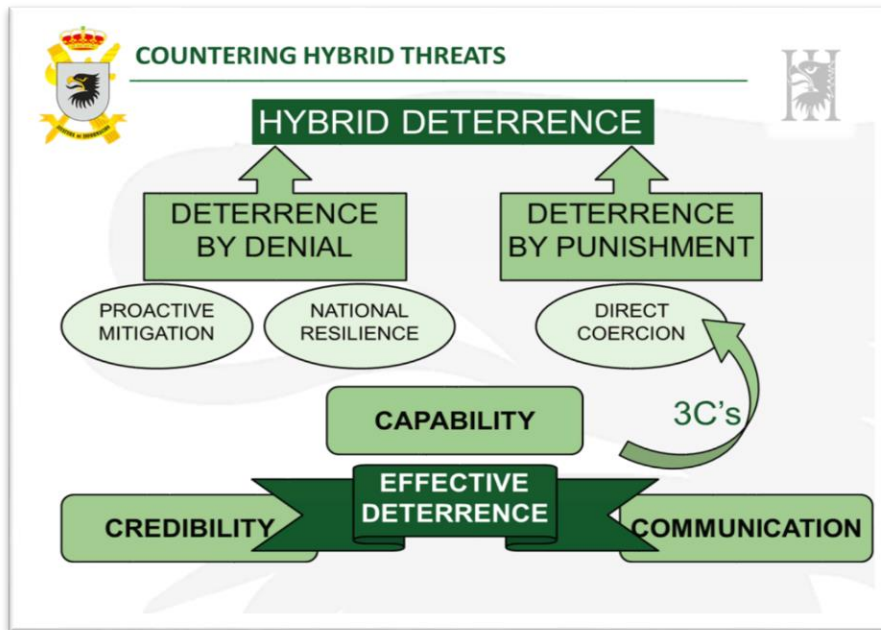 COUNTERING HYBRID THREATS
HYBRID DETERRENCE
DETERRENCE
BY DENIAL
DETERRENCE
BY PUNISHMENT
PROACTIVE
MITIGATION
NATIONAL
RESILIENCE
DIRECT
COERCION
3C's
CAPABILITY
EFFECTIVE
DETERRENCE
CREDIBILITY
COMMUNICATION